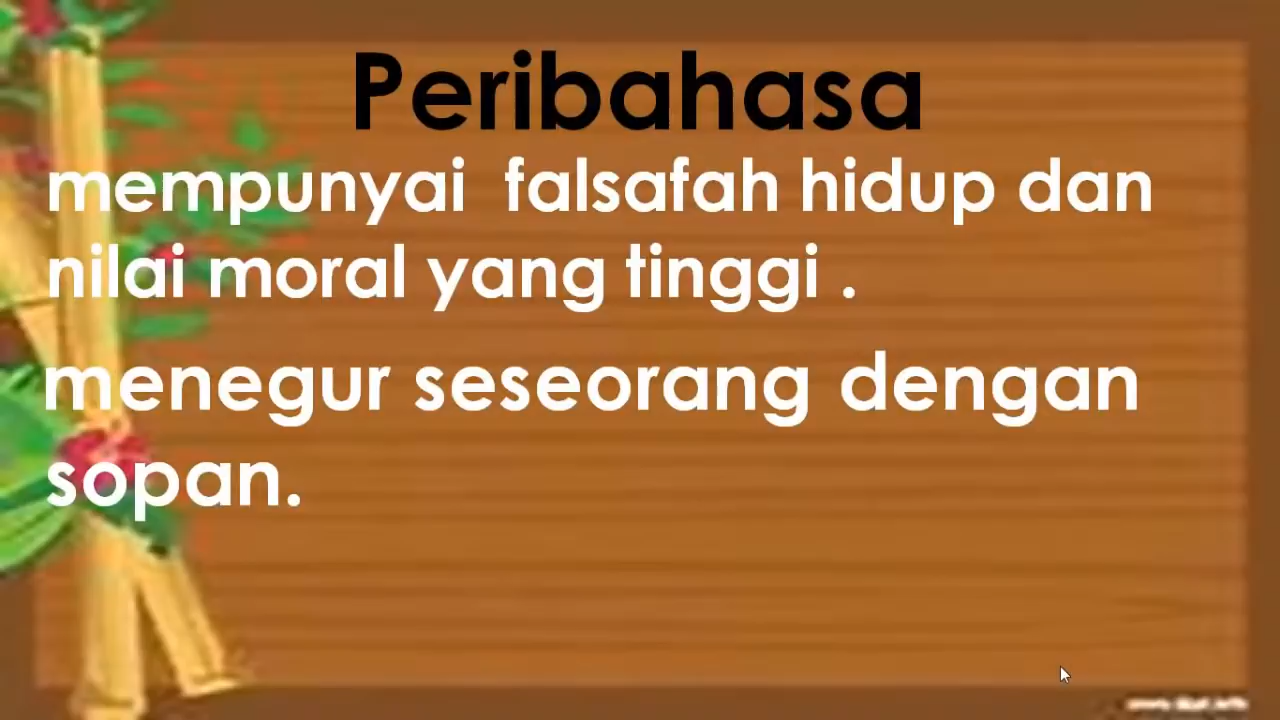 Peribahasa
mempunyai falsafah hidup dan
nilai moral yang tinggi .
menegur seseorang dengan
sopan.